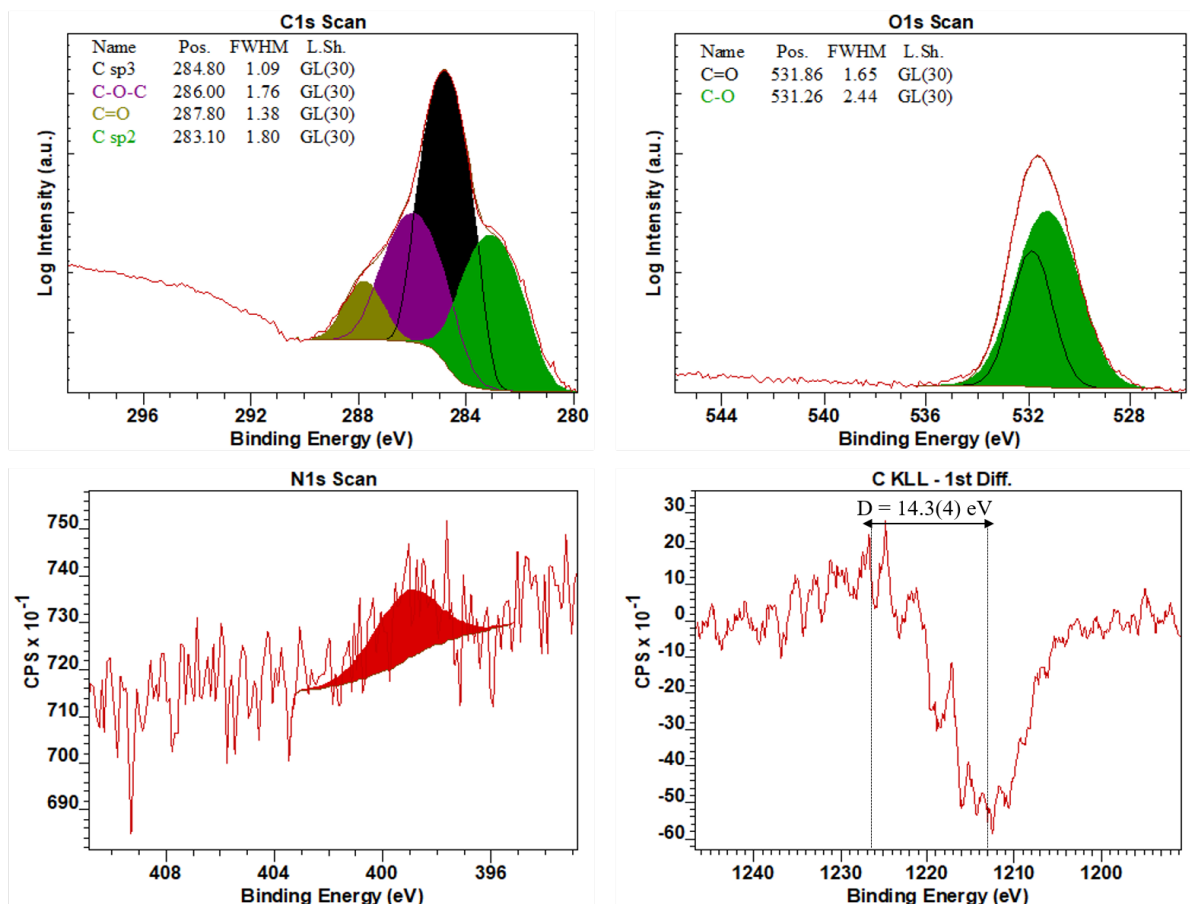 C1s Scan
Name Pos. FWHM L.Sh.
C sp3 284.80 1.09 GL(30)
C-O-C 286.00 1.76 GL(30)
C=O 287.80 1.38 GL(30)
C sp2 283.10 1.80 GL(30)
Log Intensity (a.u.)
296 292 288 284 280
Binding Energy (eV)
O1s Scan
Name Pos. FWHM L.Sh.
C=O 531.86 1.65 GL(30)
C-O 531.26 2.44 GL(30)
Log Intensity (a.u.)
544 540 536 532 528
Binding Energy (eV)
N1s Scan
750
740
730
720
710
700
690
CPS x 10⁻¹
408 404 400 396
Binding Energy (eV)
C KLL - 1st Diff.
D = 14.3(4) eV
30
20
10
0
-10
-20
-30
-40
-50
-60
CPS x 10⁻¹
1240 1230 1220 1210 1200
Binding Energy (eV)